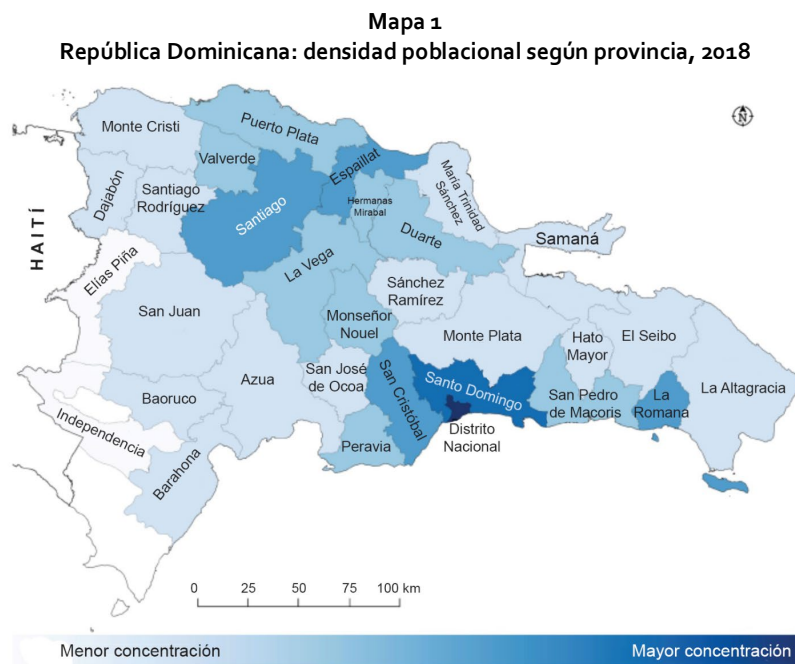 Mapa 1
República Dominicana: densidad poblacional según provincia, 2018
N
Monte Cristi
Puerto Plata
Valverde
Espaillat
Dajabón
Santiago
Rodríguez
Santiago
Hermanas
Mirabal
María Trinidad
Sánchez
Duarte
Samaná
HAITÍ
Elías Piña
La Vega
Sánchez
Ramírez
San Juan
Monseñor
Nouel
Monte Plata
Hato
Mayor
El Seibo
Azua
San José
de Ocoa
San Cristóbal
Santo Domingo
San Pedro
de Macoris
La
Romana
La Altagracia
Baoruco
Independencia
Peravia
Distrito
Nacional
Barahona
0 25 50 100 km
Menor concentración
Mayor concentración